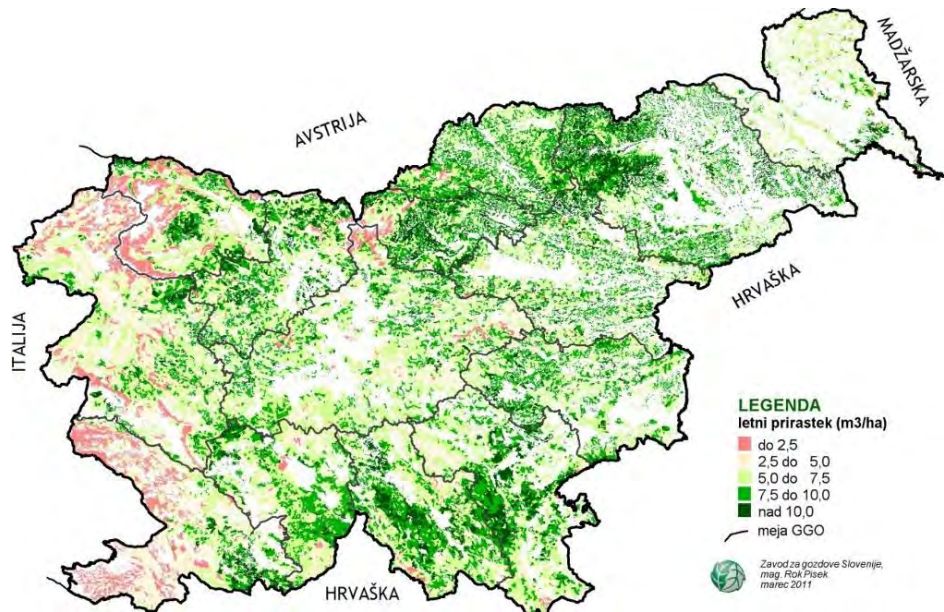 MADŽARSKA
AVSTRIJA
HRVAŠKA
ITALIJA
LEGENDA
letni prirastek (m3/ha)
do 2,5
2,5 do 5,0
5,0 do 7,5
7,5 do 10,0
nad 10,0
meja GGO
Zavod za gozdove Slovenije,
mag. Rok Pisek
marec 2011
HRVAŠKA